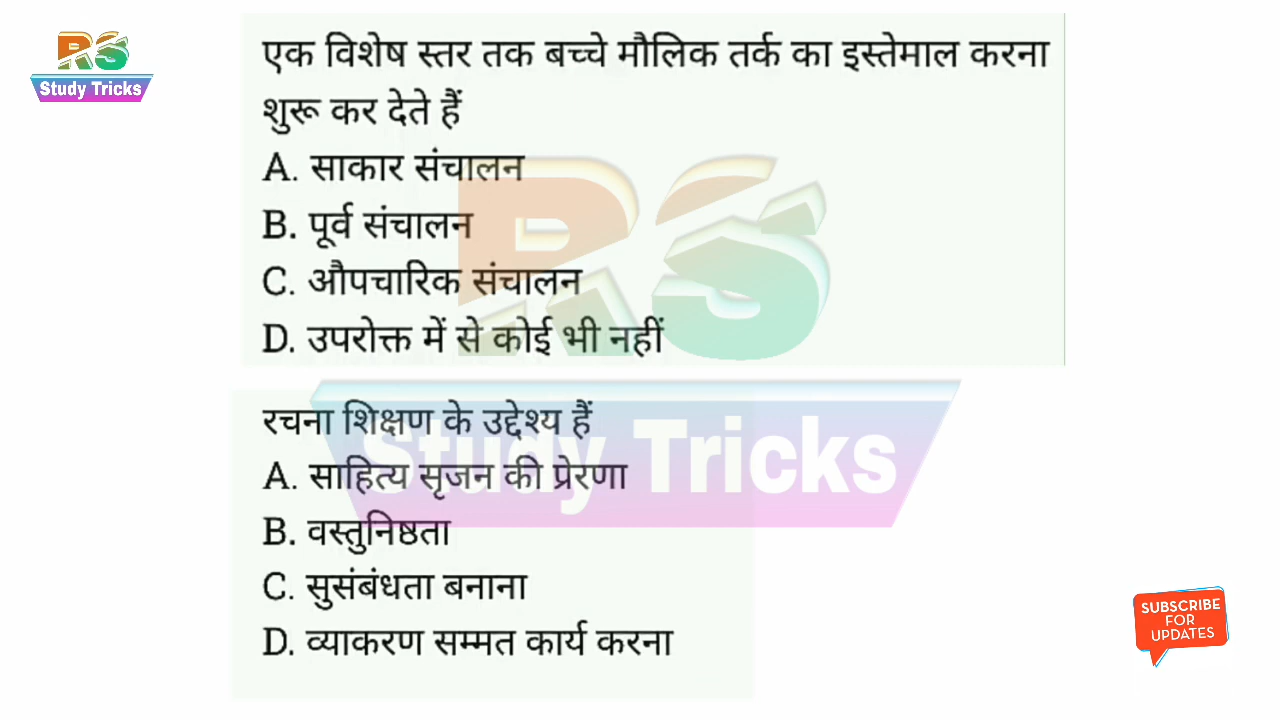 RS
Study Tricks
एक विशेष स्तर तक बच्चे मौलिक तर्क का इस्तेमाल करना
शुरू कर देते हैं
A. साकार संचालन
B. पूर्व संचालन
C. औपचारिक संचालन
D. उपरोक्त में से कोई भी नहीं
RS
Study Tricks
रचना शिक्षण के उद्देश्य हैं
A. साहित्य सृजन की प्रेरणा
B. वस्तुनिष्ठता
C. सुसंबंधता बनाना
D. व्याकरण सम्मत कार्य करना
SUBSCRIBE
FOR
UPDATES